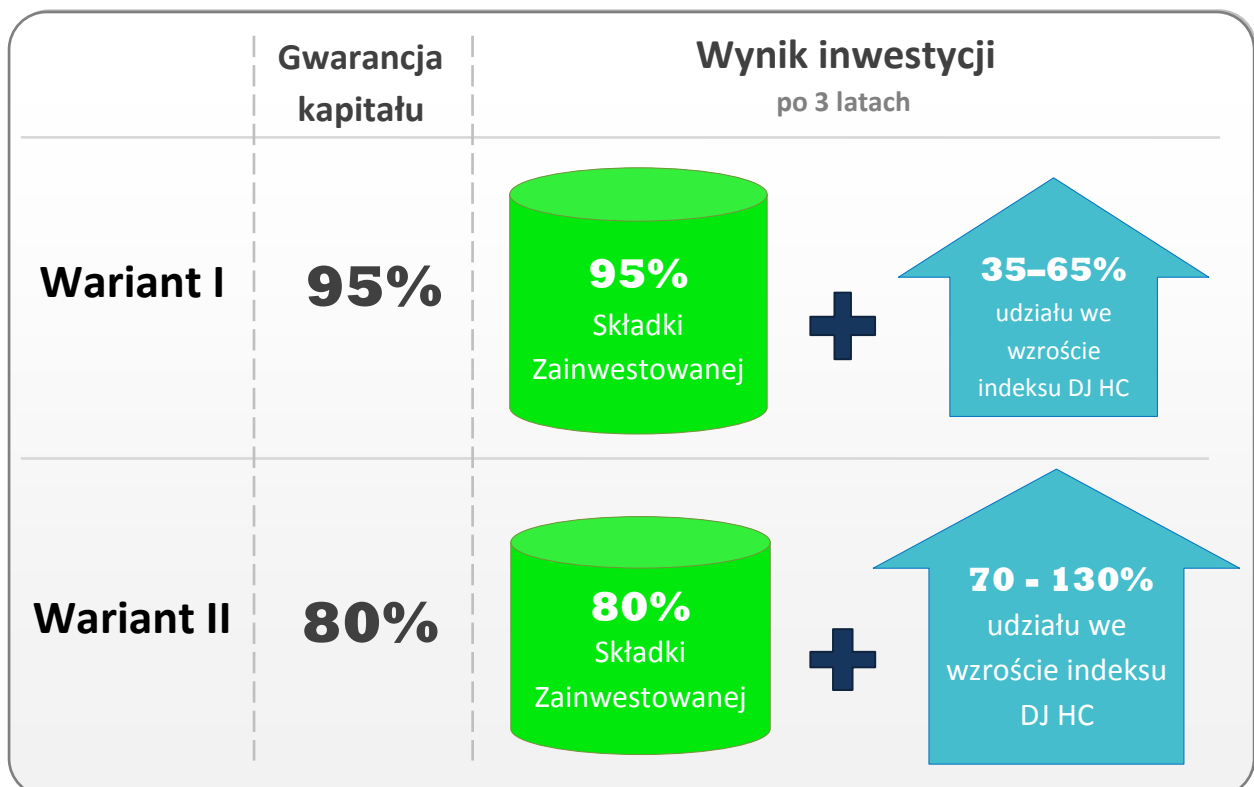 Gwarancja
kapitału
Wynik inwestycji
po 3 latach
Wariant I
95%
95%
Składki
Zainwestowanej
35–65%
udziału we
wzroście
indeksu DJ HC
Wariant II
80%
80%
Składki
Zainwestowanej
70 - 130%
udziału we
wzroście indeksu
DJ HC